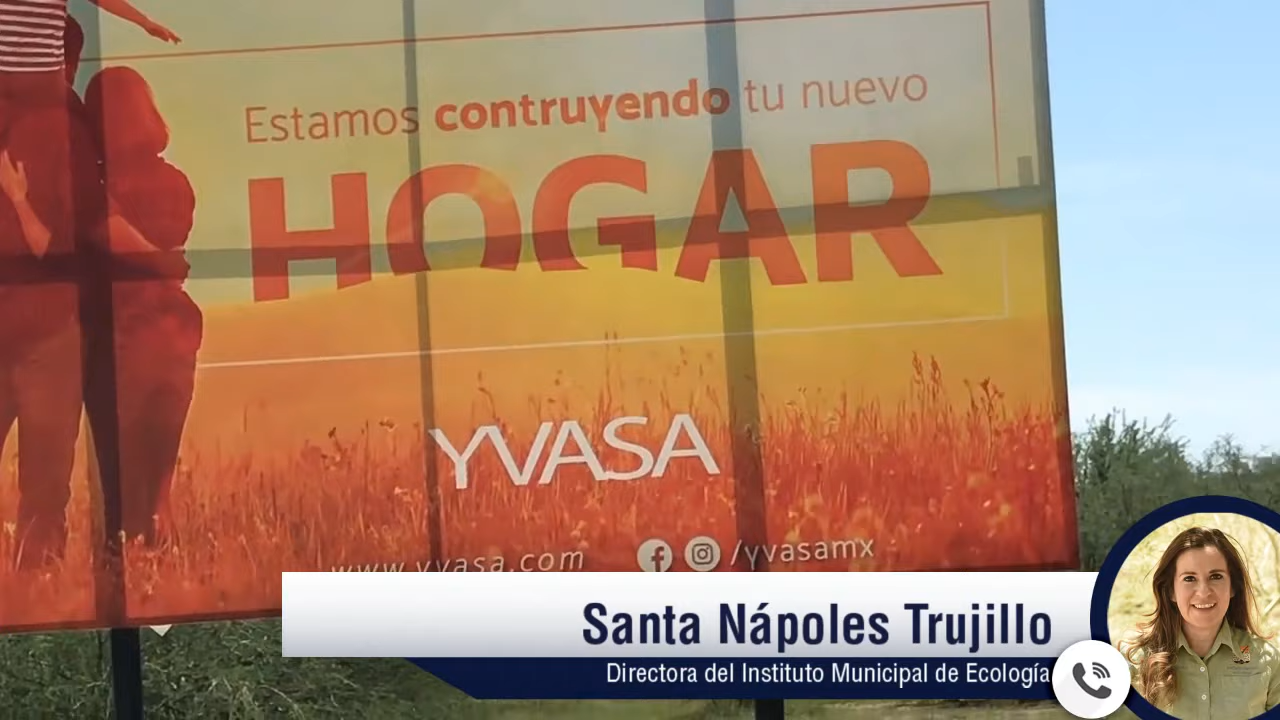 Estamos contruyendo tu nuevo
HOGAR
YVASA
www.yvasa.com
/yvasamx
Santa Nápoles Trujillo
Directora del Instituto Municipal de Ecología